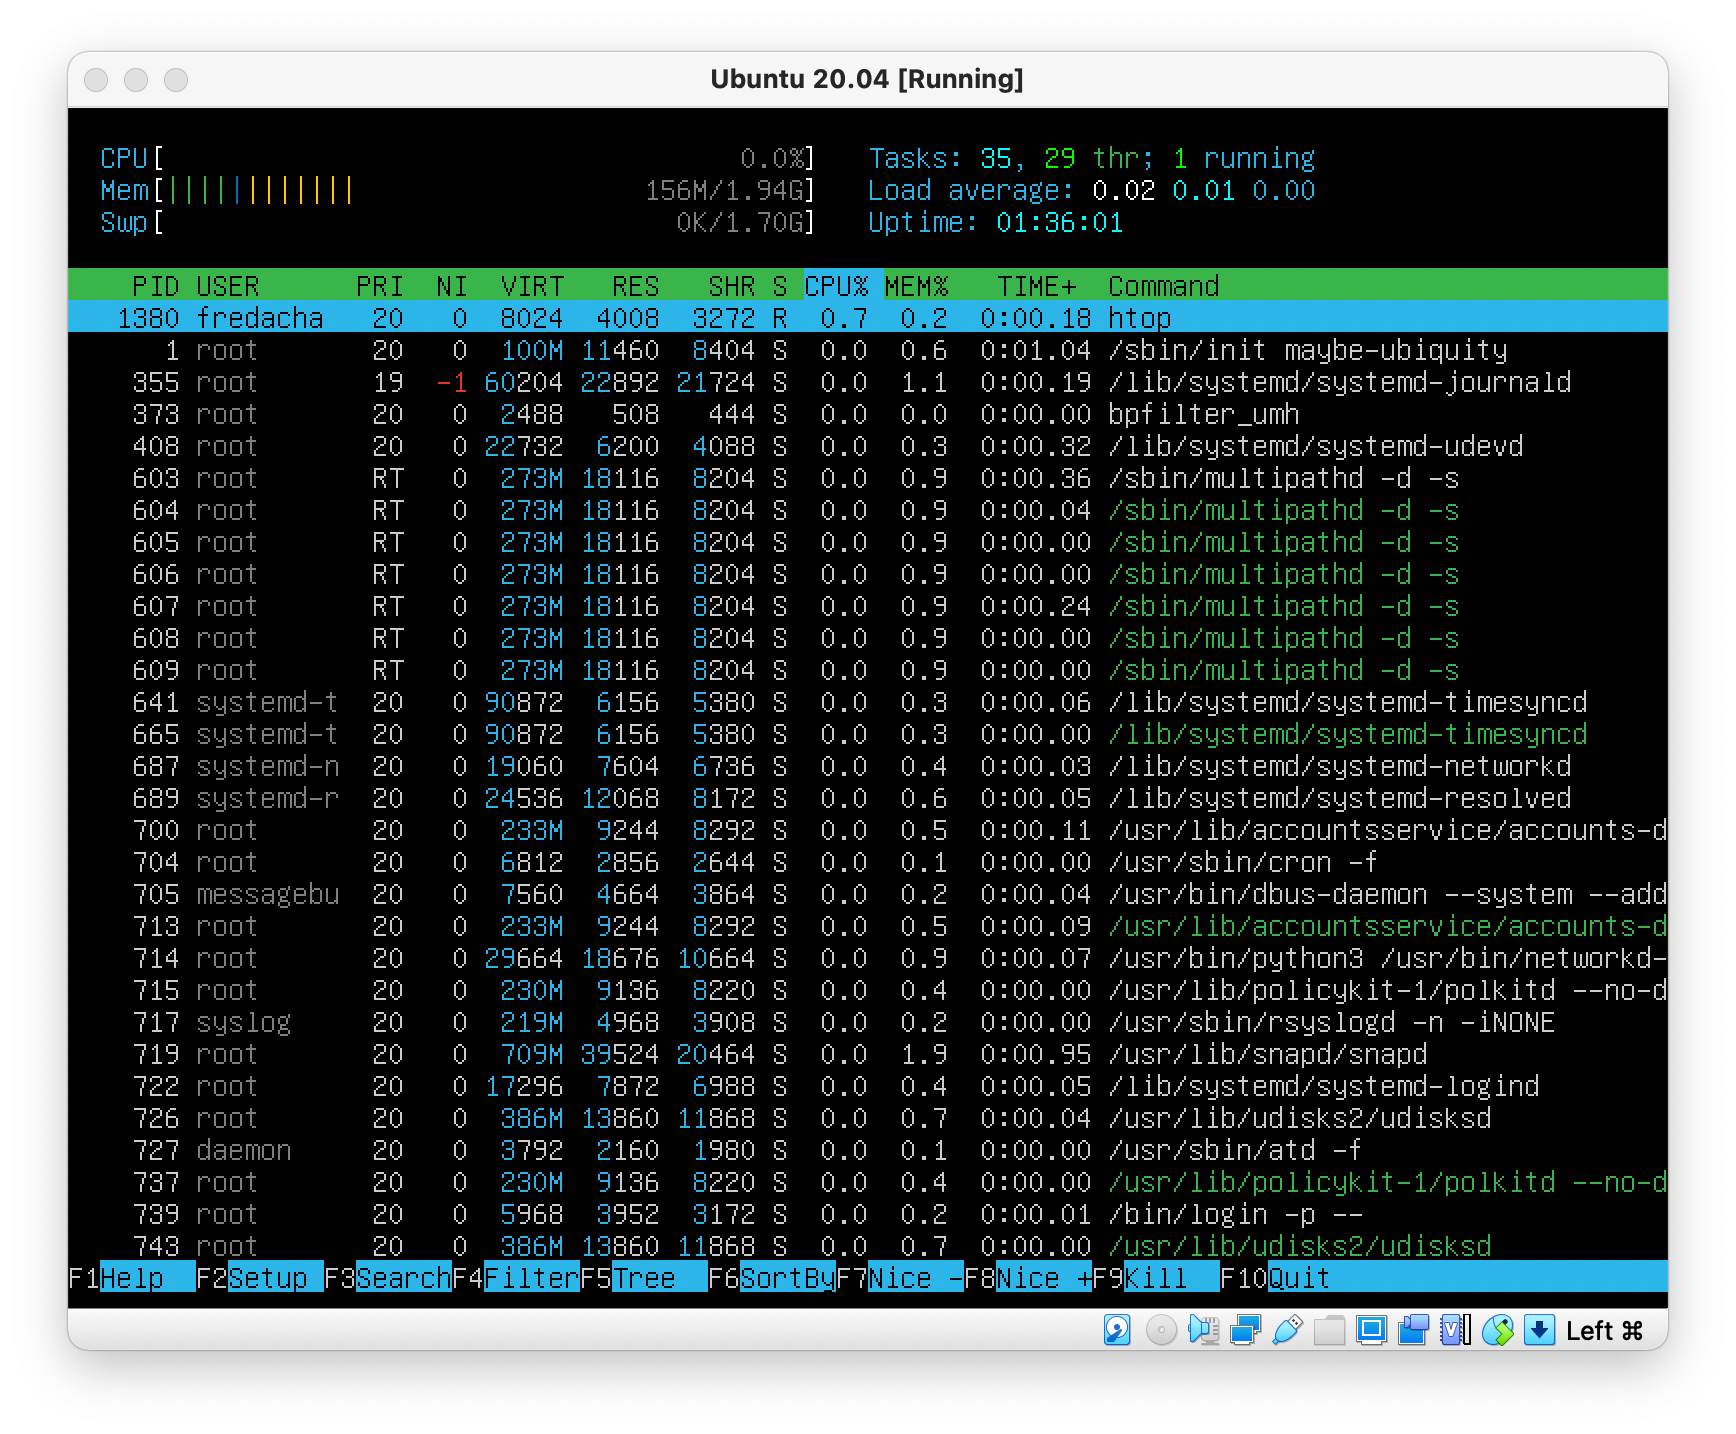 Ubuntu 20.04 [Running]
CPU[ 0.0%] Tasks: 35, 29 thr; 1 running
Mem[||||||||||||| 156M/1.94G] Load average: 0.02 0.01 0.00
Swp[ 0K/1.70G] Uptime: 01:36:01
PID USER PRI NI VIRT RES SHR S CPU% MEM% TIME+ Command
1380 fredacha 20 0 8024 4008 3272 R 0.7 0.2 0:00.18 htop
1 root 20 0 100M 11460 8404 S 0.0 0.6 0:01.04 /sbin/init maybe-ubiquity
355 root 19 -1 60204 22892 21724 S 0.0 1.1 0:00.19 /lib/systemd/systemd-journald
373 root 20 0 2488 508 444 S 0.0 0.0 0:00.00 bpfilter_umh
408 root 20 0 22732 6200 4088 S 0.0 0.3 0:00.32 /lib/systemd/systemd-udevd
603 root RT 0 273M 18116 8204 S 0.0 0.9 0:00.36 /sbin/multipathd -d -s
604 root RT 0 273M 18116 8204 S 0.0 0.9 0:00.04 /sbin/multipathd -d -s
605 root RT 0 273M 18116 8204 S 0.0 0.9 0:00.00 /sbin/multipathd -d -s
606 root RT 0 273M 18116 8204 S 0.0 0.9 0:00.00 /sbin/multipathd -d -s
607 root RT 0 273M 18116 8204 S 0.0 0.9 0:00.24 /sbin/multipathd -d -s
608 root RT 0 273M 18116 8204 S 0.0 0.9 0:00.00 /sbin/multipathd -d -s
609 root RT 0 273M 18116 8204 S 0.0 0.9 0:00.00 /sbin/multipathd -d -s
641 systemd-t 20 0 90872 6156 5380 S 0.0 0.3 0:00.06 /lib/systemd/systemd-timesyncd
665 systemd-t 20 0 90872 6156 5380 S 0.0 0.3 0:00.00 /lib/systemd/systemd-timesyncd
687 systemd-n 20 0 19060 7604 6736 S 0.0 0.4 0:00.03 /lib/systemd/systemd-networkd
689 systemd-r 20 0 24536 12068 8172 S 0.0 0.6 0:00.05 /lib/systemd/systemd-resolved
700 root 20 0 233M 9244 8292 S 0.0 0.5 0:00.11 /usr/lib/accountsservice/accounts-d
704 root 20 0 6812 2856 2644 S 0.0 0.1 0:00.00 /usr/sbin/cron -f
705 messagebu 20 0 7560 4664 3864 S 0.0 0.2 0:00.04 /usr/bin/dbus-daemon --system --add
713 root 20 0 233M 9244 8292 S 0.0 0.5 0:00.09 /usr/lib/accountsservice/accounts-d
714 root 20 0 29664 18676 10664 S 0.0 0.9 0:00.07 /usr/bin/python3 /usr/bin/networkd-
715 root 20 0 230M 9136 8220 S 0.0 0.4 0:00.00 /usr/lib/policykit-1/polkitd --no-d
717 syslog 20 0 219M 4968 3908 S 0.0 0.2 0:00.00 /usr/sbin/rsyslogd -n -iNONE
719 root 20 0 709M 39524 20464 S 0.0 1.9 0:00.95 /usr/lib/snapd/snapd
722 root 20 0 17296 7872 6988 S 0.0 0.4 0:00.05 /lib/systemd/systemd-logind
726 root 20 0 386M 13860 11868 S 0.0 0.7 0:00.04 /usr/lib/udisks2/udisksd
727 daemon 20 0 3792 2160 1980 S 0.0 0.1 0:00.00 /usr/sbin/atd -f
737 root 20 0 230M 9136 8220 S 0.0 0.4 0:00.00 /usr/lib/policykit-1/polkitd --no-d
739 root 20 0 5968 3952 3172 S 0.0 0.2 0:00.01 /bin/login -p --
743 root 20 0 386M 13860 11868 S 0.0 0.7 0:00.00 /usr/lib/udisks2/udisksd
F1Help F2Setup F3SearchF4FilterF5Tree F6SortByF7Nice -F8Nice +F9Kill F10Quit
Left ⌘